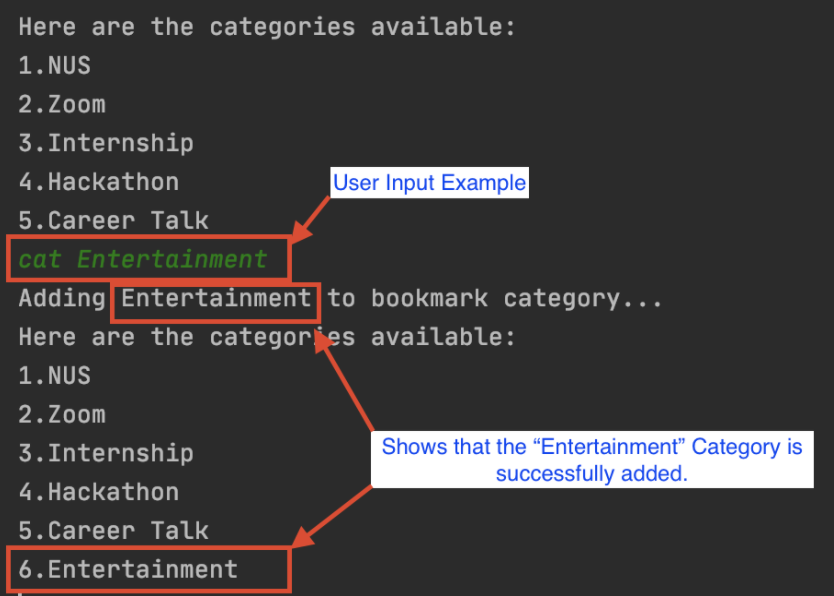 Here are the categories available:
1.NUS
2.Zoom
3.Internship
4.Hackathon
User Input Example
5.Career Talk
cat Entertainment
Adding Entertainment to bookmark category...
Here are the categories available:
1.NUS
2.Zoom
3.Internship
Shows that the “Entertainment” Category is
successfully added.
4.Hackathon
5.Career Talk
6.Entertainment